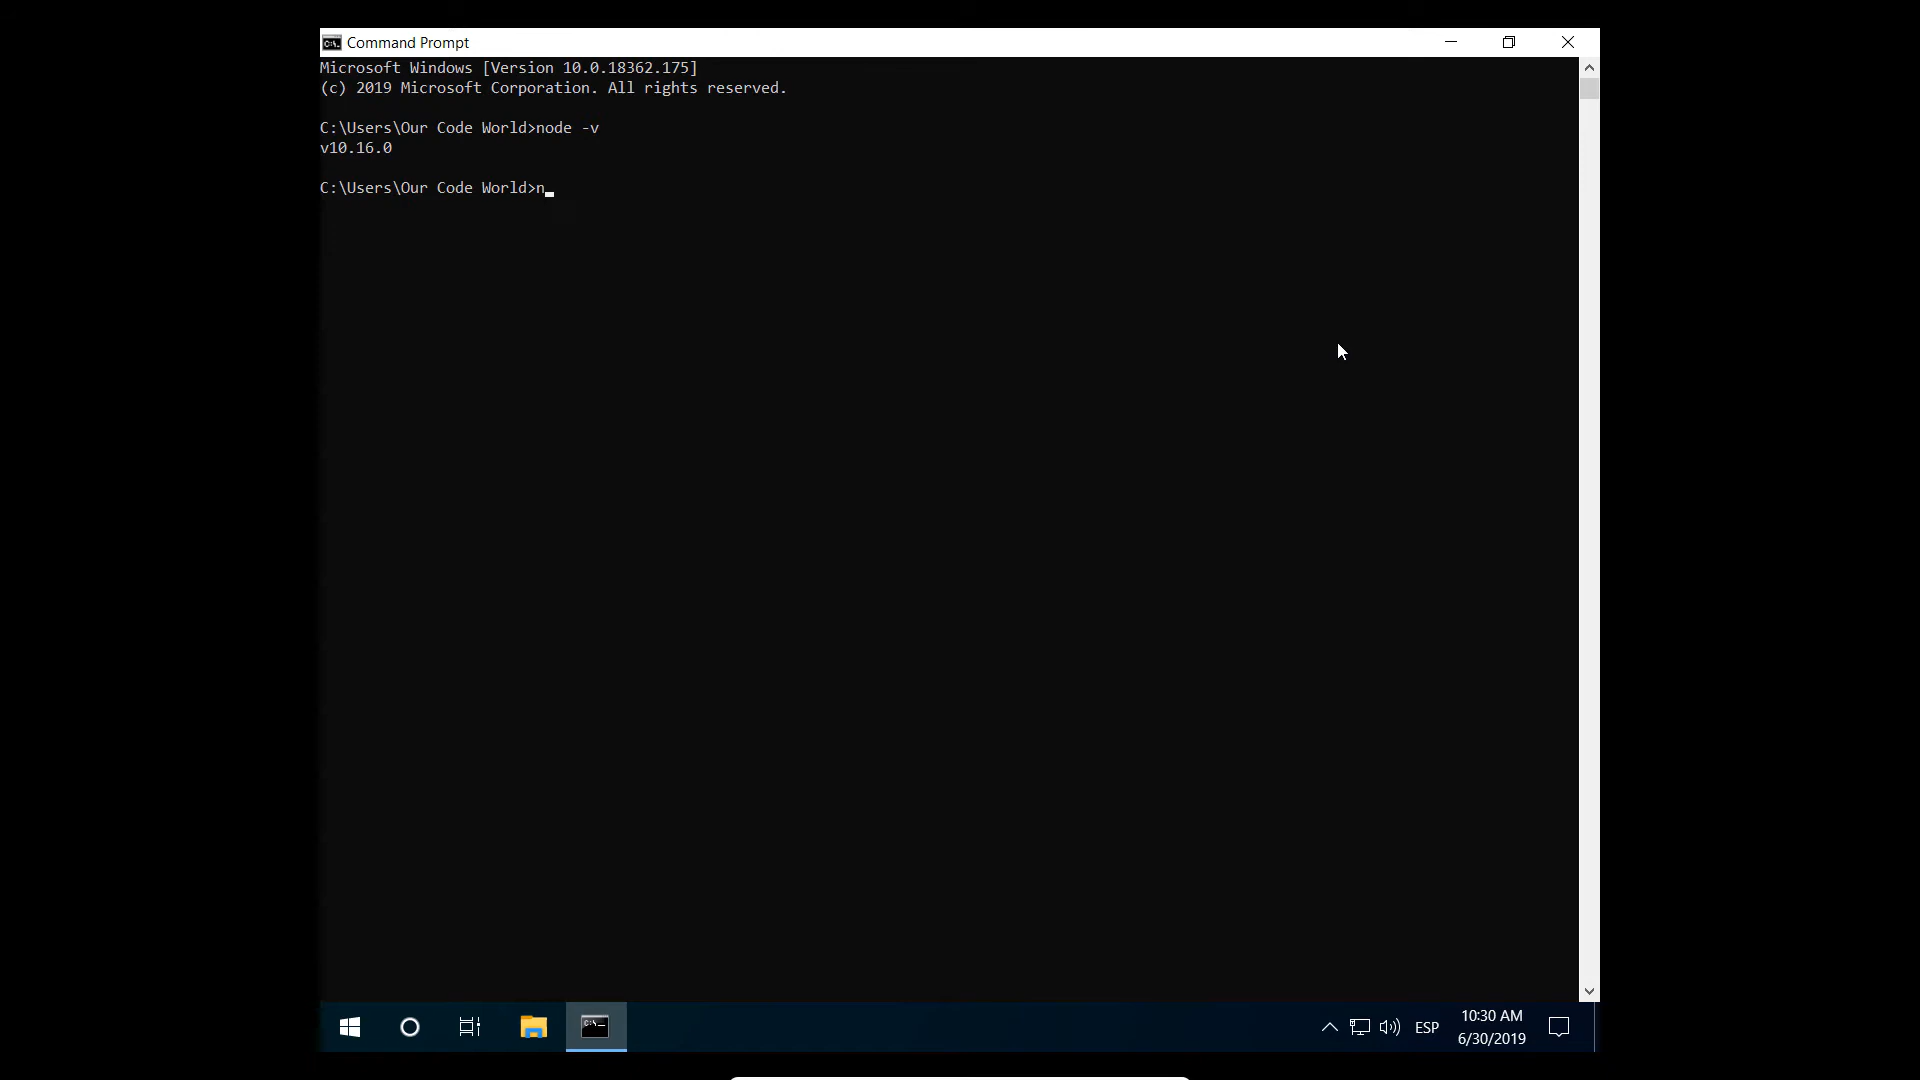 Command Prompt
Microsoft Windows [Version 10.0.18362.175]
(c) 2019 Microsoft Corporation. All rights reserved.
C:\Users\Our Code World>node -v
v10.16.0
C:\Users\Our Code World>n
ESP
10:30 AM
6/30/2019